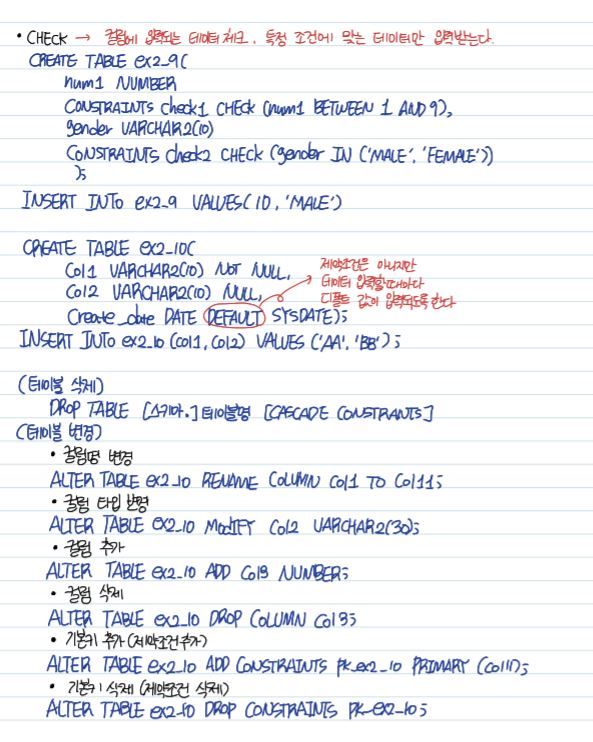 • CHECK → 컬럼에 입력되는 데이터 체크. 특정 조건에 맞는 데이터만 입력받는다.
CREATE TABLE ex2_9(
num1 NUMBER
CONSTRAINTS check1 CHECK (num1 BETWEEN 1 AND 9),
gender VARCHAR2(10)
CONSTRAINTS check2 CHECK (gender IN ('MALE', 'FEMALE'))
);
INSERT INTO ex2_9 VALUES(10, 'MALE')
CREATE TABLE ex2_10(
Col1 VARCHAR2(10) NOT NULL,
Col2 VARCHAR2(10) NULL,
Create_date DATE DEFAULT SYSDATE);
제약조건은 아니지만
데이터 입력할때마다
디폴트 값이 입력되도록 한다
INSERT INTO ex2_10 (Col1, Col2) VALUES ('AA', 'BB');
(테이블 삭제)
DROP TABLE [스키마.]테이블명 [CASCADE CONSTRANTS]
(테이블 변경)
• 컬럼명 변경
ALTER TABLE ex2_10 RENAME COLUMN Col1 TO Col11;
• 컬럼 타입 변경
ALTER TABLE ex2_10 MODIFY Col2 VARCHAR2(30);
• 컬럼 추가
ALTER TABLE ex2_10 ADD Col3 NUMBER;
• 컬럼 삭제
ALTER TABLE ex2_10 DROP COLUMN Col3;
• 기본키 추가 (제약조건 추가)
ALTER TABLE ex2_10 ADD CONSTRAINTS pk_ex2_10 PRIMARY (Col11);
• 기본키 삭제 (제약조건 삭제)
ALTER TABLE ex2_10 DROP CONSTRAINTS pk_ex2_10;